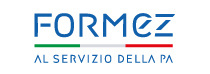 FORMEZ
AL SERVIZIO DELLA PA